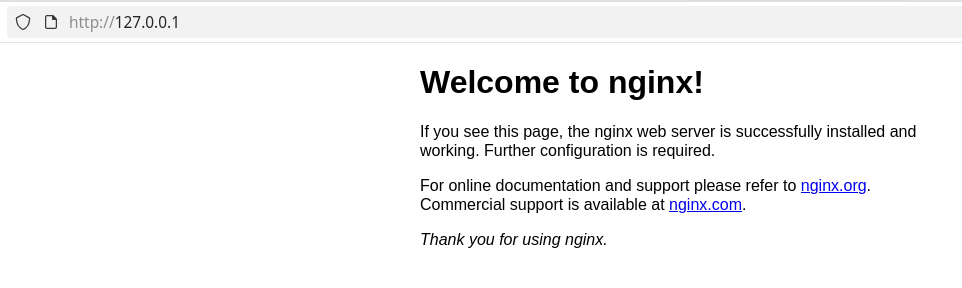 http://127.0.0.1
Welcome to nginx!
If you see this page, the nginx web server is successfully installed and
working. Further configuration is required.
For online documentation and support please refer to nginx.org.
Commercial support is available at nginx.com.
Thank you for using nginx.